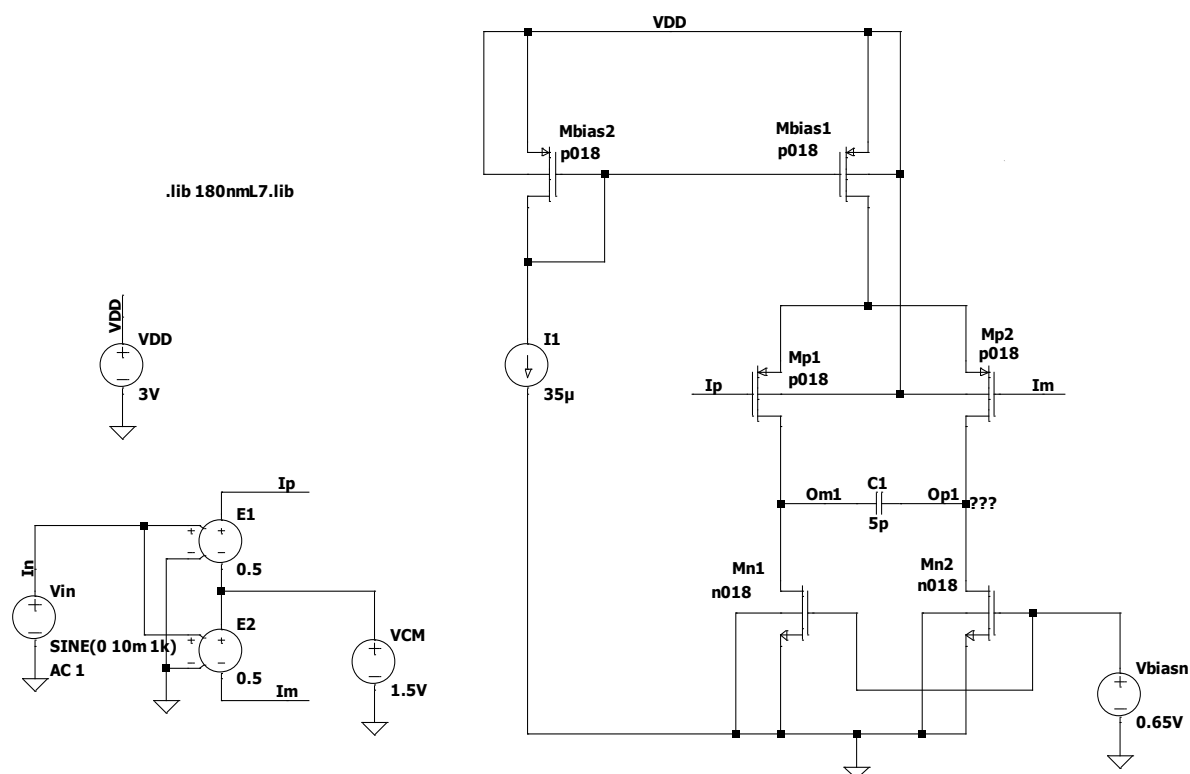 VDD
Mbias2
p018
Mbias1
p018
.lib 180nmL7.lib
VDD
VDD
3V
I1
35µ
Mp1
p018
Mp2
p018
Ip
Im
Om1
C1
5p
Op1
???
Mn1
n018
Mn2
n018
Ip
E1
0.5
In
Vin
SINE(0 10m 1k)
AC 1
E2
0.5
Im
VCM
1.5V
Vbiasn
0.65V